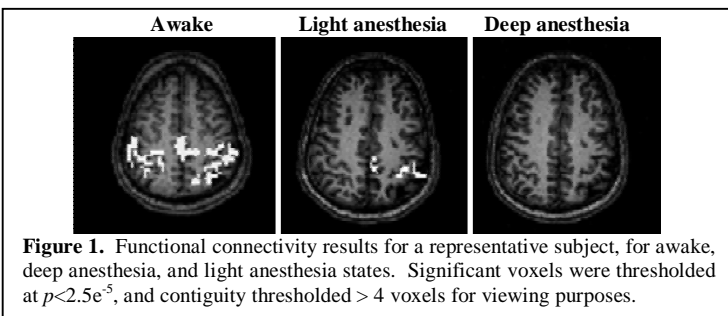 Awake Light anesthesia Deep anesthesia
Figure 1. Functional connectivity results for a representative subject, for awake,
deep anesthesia, and light anesthesia states. Significant voxels were thresholded
at p<2.5e⁻⁵, and contiguity thresholded > 4 voxels for viewing purposes.